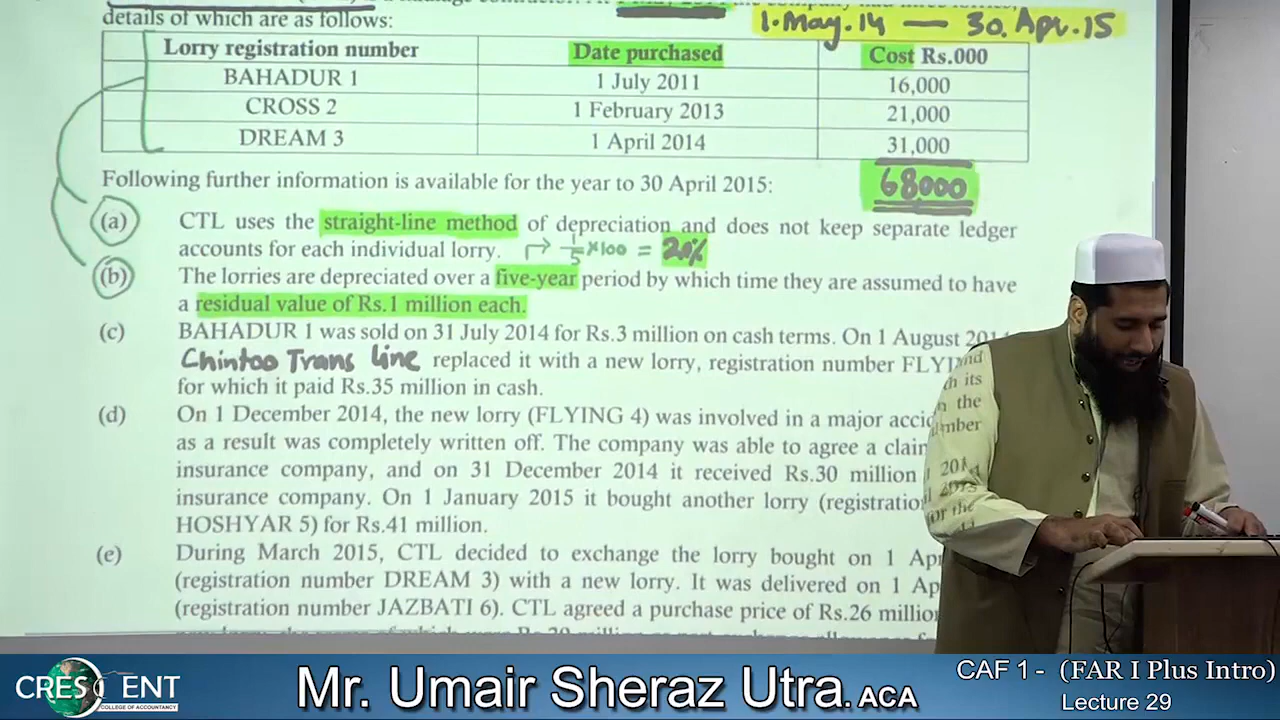 details of which are as follows:
1.May.14 — 30.Apr.15
Lorry registration number Date purchased Cost Rs.000
BAHADUR 1 1 July 2011 16,000
CROSS 2 1 February 2013 21,000
DREAM 3 1 April 2014 31,000
68000
Following further information is available for the year to 30 April 2015:
(a) CTL uses the straight-line method of depreciation and does not keep separate ledger
accounts for each individual lorry. → 1/5 × 100 = 20%
(b) The lorries are depreciated over a five-year period by which time they are assumed to have
a residual value of Rs.1 million each.
(c) BAHADUR 1 was sold on 31 July 2014 for Rs.3 million on cash terms. On 1 August 2014
Chintoo Trans Line replaced it with a new lorry, registration number FLYING
for which it paid Rs.35 million in cash.
(d) On 1 December 2014, the new lorry (FLYING 4) was involved in a major acci
as a result was completely written off. The company was able to agree a claim
insurance company, and on 31 December 2014 it received Rs.30 million
insurance company. On 1 January 2015 it bought another lorry (registration
HOSHYAR 5) for Rs.41 million.
(e) During March 2015, CTL decided to exchange the lorry bought on 1 Apr
(registration number DREAM 3) with a new lorry. It was delivered on 1 Ap
(registration number JAZBATI 6). CTL agreed a purchase price of Rs.26 million
CRESCENT
COLLEGE OF ACCOUNTANCY
Mr. Umair Sheraz Utra. ACA
CAF 1 - (FAR I Plus Intro)
Lecture 29